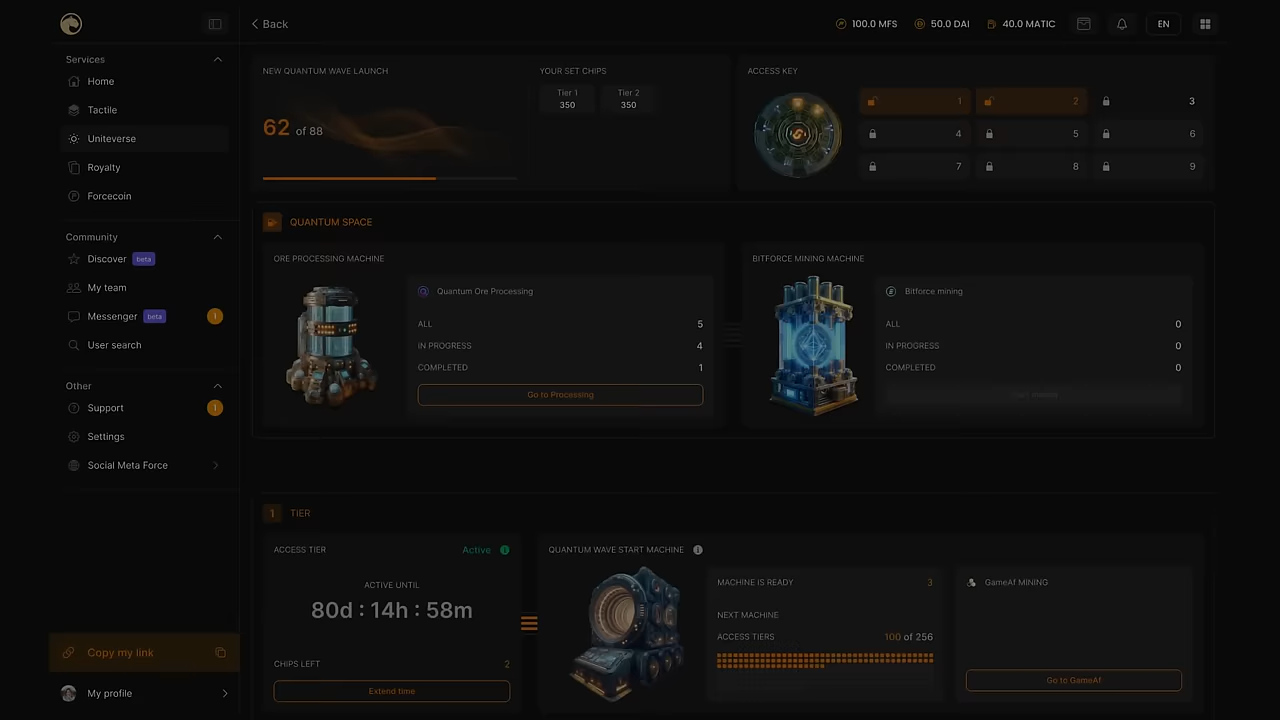 Back
100.0 MFS
50.0 DAI
40.0 MATIC
EN
Services
Home
Tactile
Uniteverse
Royalty
Forcecoin
Community
Discover beta
My team
Messenger beta 1
User search
Other
Support 1
Settings
Social Meta Force
Copy my link
My profile
NEW QUANTUM WAVE LAUNCH
62 of 88
YOUR SET CHIPS
Tier 1
350
Tier 2
350
ACCESS KEY
1
2
3
4
5
6
7
8
9
QUANTUM SPACE
ORE PROCESSING MACHINE
Quantum Ore Processing
ALL 5
IN PROGRESS 4
COMPLETED 1
Go to Processing
BITFORCE MINING MACHINE
Bitforce mining
ALL 0
IN PROGRESS 0
COMPLETED 0
1 TIER
ACCESS TIER
Active
ACTIVE UNTIL
80d : 14h : 58m
CHIPS LEFT 2
Extend time
QUANTUM WAVE START MACHINE
MACHINE IS READY 3
NEXT MACHINE
ACCESS TIERS 100 of 256
GameAf MINING
Go to GameAf